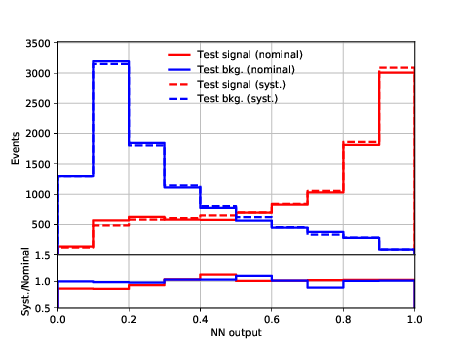 3500
3000
2500
2000
1500
1000
500
Events
Test signal (nominal)
Test bkg. (nominal)
Test signal (syst.)
Test bkg. (syst.)
1.5
1.0
0.5
Syst./Nominal
0.0 0.2 0.4 0.6 0.8 1.0
NN output